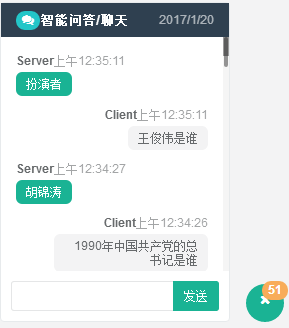 智能问答/聊天 2017/1/20
Server上午12:35:11
扮演者
Client上午12:35:11
王俊伟是谁
Server上午12:34:27
胡锦涛
Client上午12:34:26
1990年中国共产党的总
书记是谁
发送
51